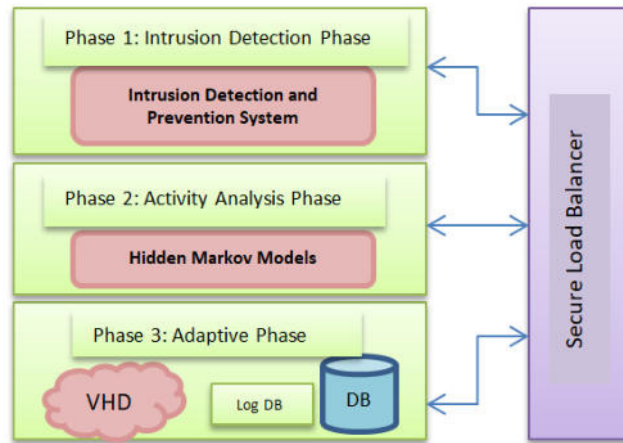 Phase 1: Intrusion Detection Phase
Intrusion Detection and
Prevention System
Phase 2: Activity Analysis Phase
Hidden Markov Models
Phase 3: Adaptive Phase
VHD
Log DB
DB
Secure Load Balancer